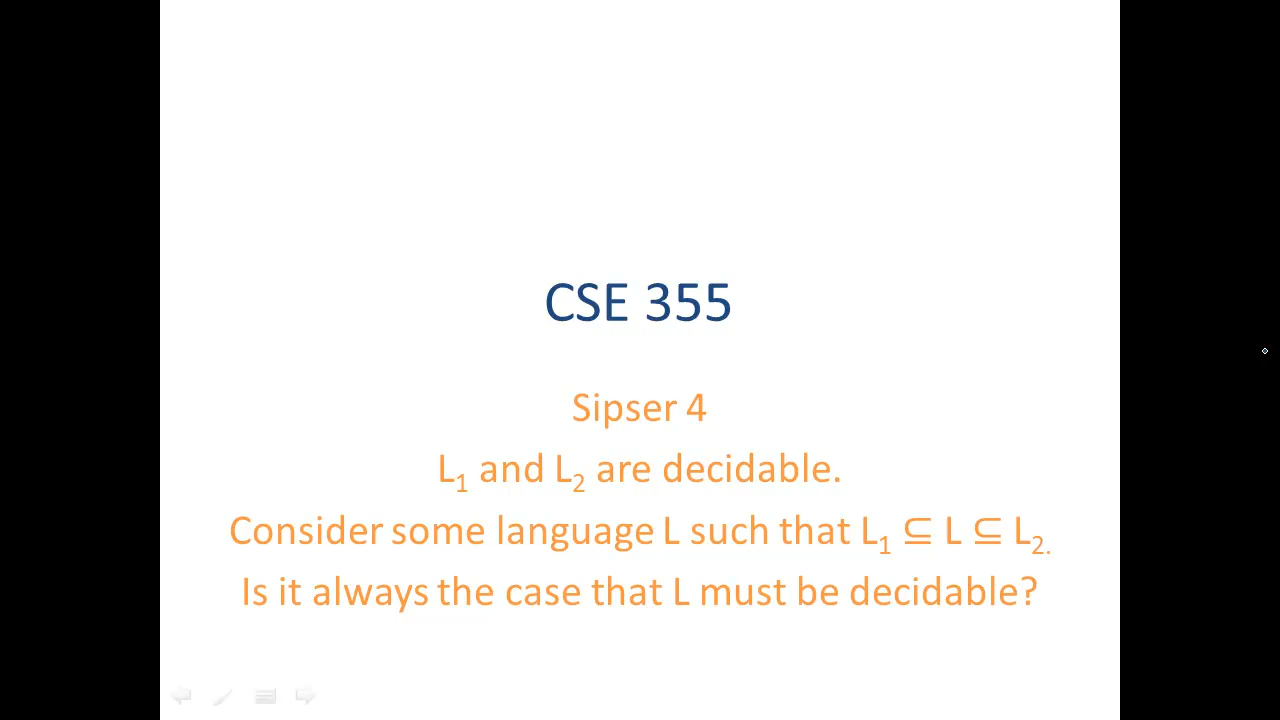 CSE 355
Sipser 4
L₁ and L₂ are decidable.
Consider some language L such that L₁ ⊆ L ⊆ L₂.
Is it always the case that L must be decidable?